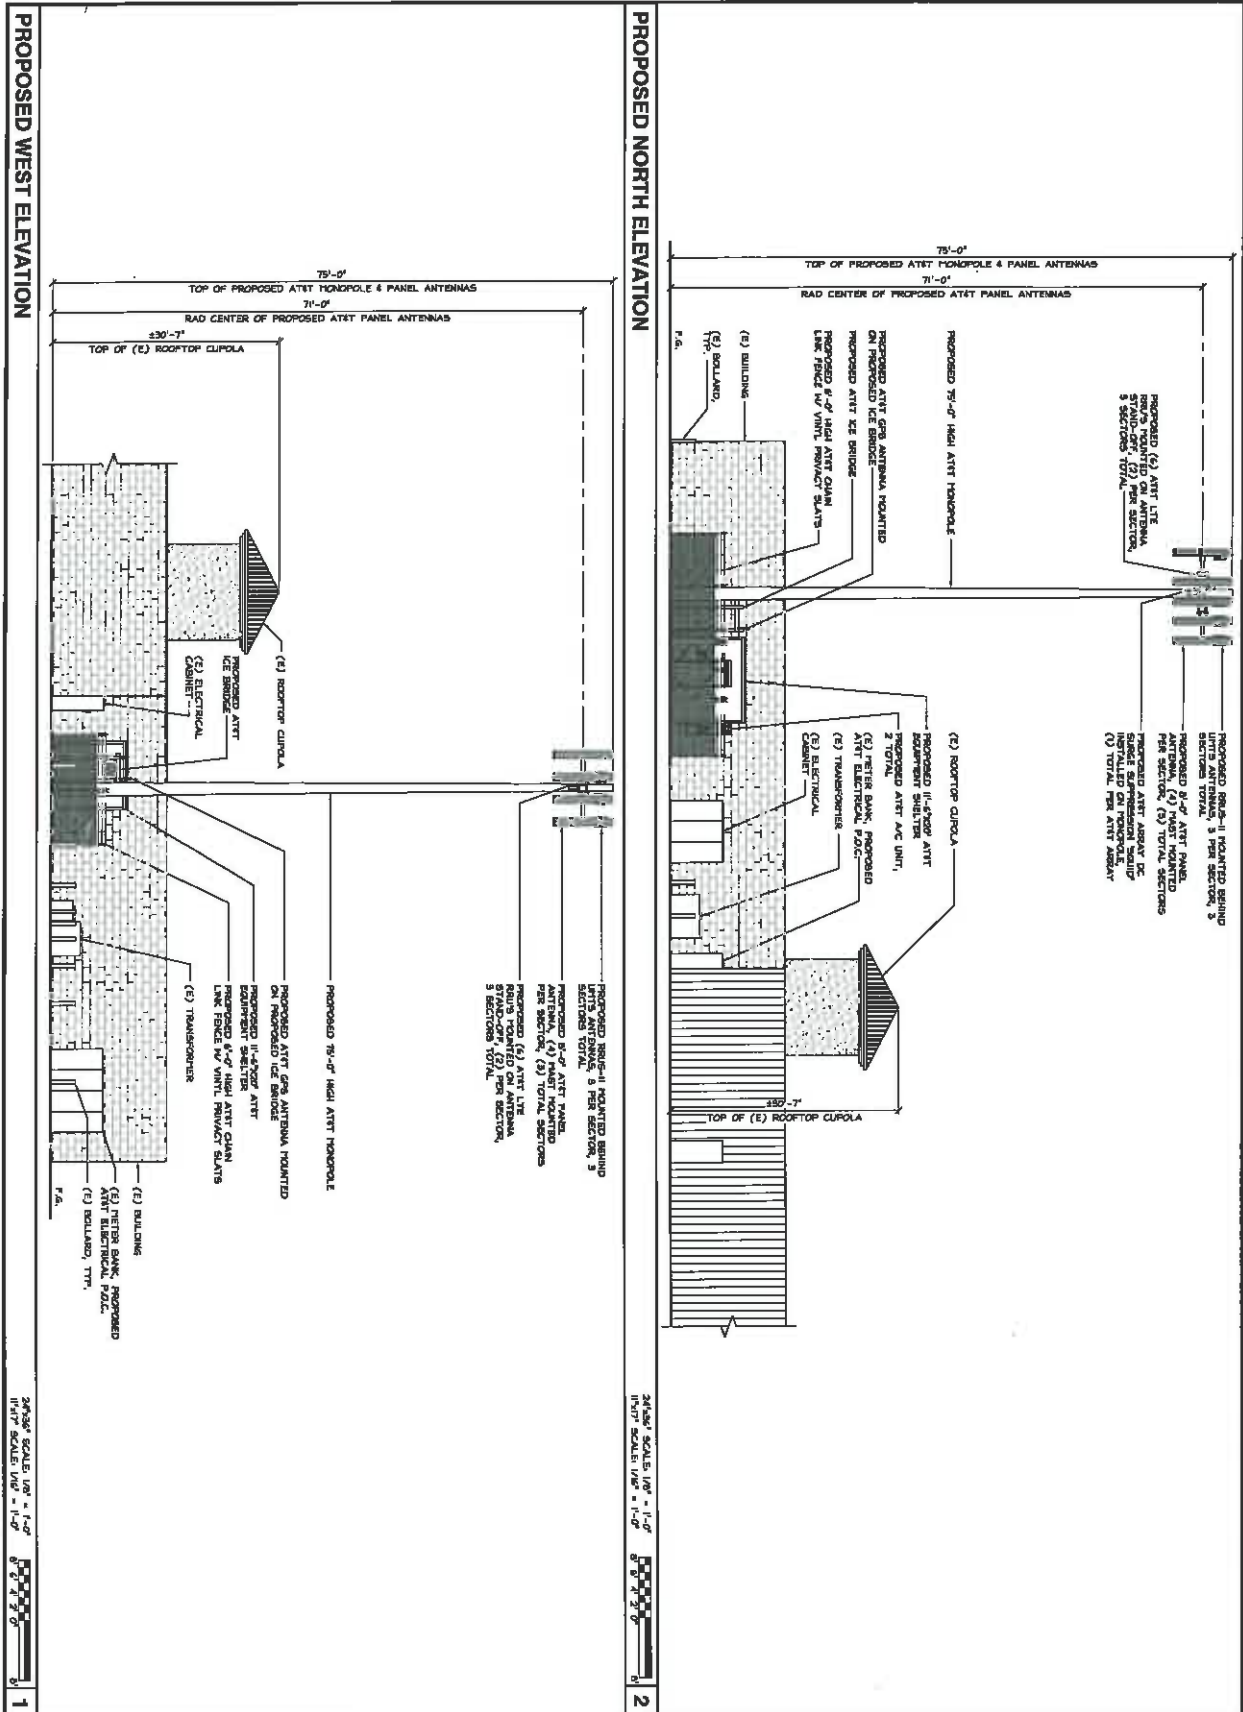 75'-0"
TOP OF PROPOSED AT&T MONOPOLE & PANEL ANTENNAS
71'-0"
RAD CENTER OF PROPOSED AT&T PANEL ANTENNAS
PROPOSED (6) AT&T LTE
RRU'S MOUNTED ON ANTENNA
STAND-OFF, (2) PER SECTOR,
3 SECTORS TOTAL
PROPOSED 75'-0" HIGH AT&T MONOPOLE
PROPOSED AT&T GPS ANTENNA MOUNTED
ON PROPOSED ICE BRIDGE
PROPOSED AT&T ICE BRIDGE
PROPOSED 6'-0" HIGH AT&T CHAIN
LINK FENCE W/ VINYL PRIVACY SLATS
(E) BUILDING
(E) BOLLARD,
TYP.
F.G.
PROPOSED RRUS-11 MOUNTED BEHIND
UMTS ANTENNAS, 3 PER SECTOR, 3
SECTORS TOTAL
PROPOSED 8'-0" AT&T PANEL
ANTENNA, (4) MAST MOUNTED
PER SECTOR, (3) TOTAL SECTORS
PROPOSED AT&T ARRAY DC
SURGE SUPPRESSION "SQUID"
INSTALLED ON MONOPOLE,
(1) TOTAL PER AT&T ARRAY
(E) ROOFTOP CUPOLA
PROPOSED 11'-6"X20' AT&T
EQUIPMENT SHELTER
PROPOSED AT&T A/C UNIT,
2 TOTAL
(E) METER BANK, PROPOSED
AT&T ELECTRICAL P.O.C.
(E) TRANSFORMER
(E) ELECTRICAL
CABINET
±30'-7"
TOP OF (E) ROOFTOP CUPOLA
PROPOSED NORTH ELEVATION
24"x36" SCALE: 1/8" = 1'-0"
11"x17" SCALE: 1/16" = 1'-0"
8' 6' 4' 2' 0' 8'
2
75'-0"
TOP OF PROPOSED AT&T MONOPOLE & PANEL ANTENNAS
71'-0"
RAD CENTER OF PROPOSED AT&T PANEL ANTENNAS
±30'-7"
TOP OF (E) ROOFTOP CUPOLA
(E) ROOFTOP CUPOLA
PROPOSED AT&T
ICE BRIDGE
(E) ELECTRICAL
CABINET
PROPOSED RRUS-11 MOUNTED BEHIND
UMTS ANTENNAS, 3 PER SECTOR, 3
SECTORS TOTAL
PROPOSED 8'-0" AT&T PANEL
ANTENNA, (4) MAST MOUNTED
PER SECTOR, (3) TOTAL SECTORS
PROPOSED (6) AT&T LTE
RRU'S MOUNTED ON ANTENNA
STAND-OFF, (2) PER SECTOR,
3 SECTORS TOTAL
PROPOSED 75'-0" HIGH AT&T MONOPOLE
PROPOSED AT&T GPS ANTENNA MOUNTED
ON PROPOSED ICE BRIDGE
PROPOSED 11'-6"X20' AT&T
EQUIPMENT SHELTER
PROPOSED 6'-0" HIGH AT&T CHAIN
LINK FENCE W/ VINYL PRIVACY SLATS
(E) TRANSFORMER
(E) BUILDING
(E) METER BANK, PROPOSED
AT&T ELECTRICAL P.O.C.
(E) BOLLARD, TYP.
F.G.
PROPOSED WEST ELEVATION
24"x36" SCALE: 1/8" = 1'-0"
11"x17" SCALE: 1/16" = 1'-0"
8' 6' 4' 2' 0' 8'
1